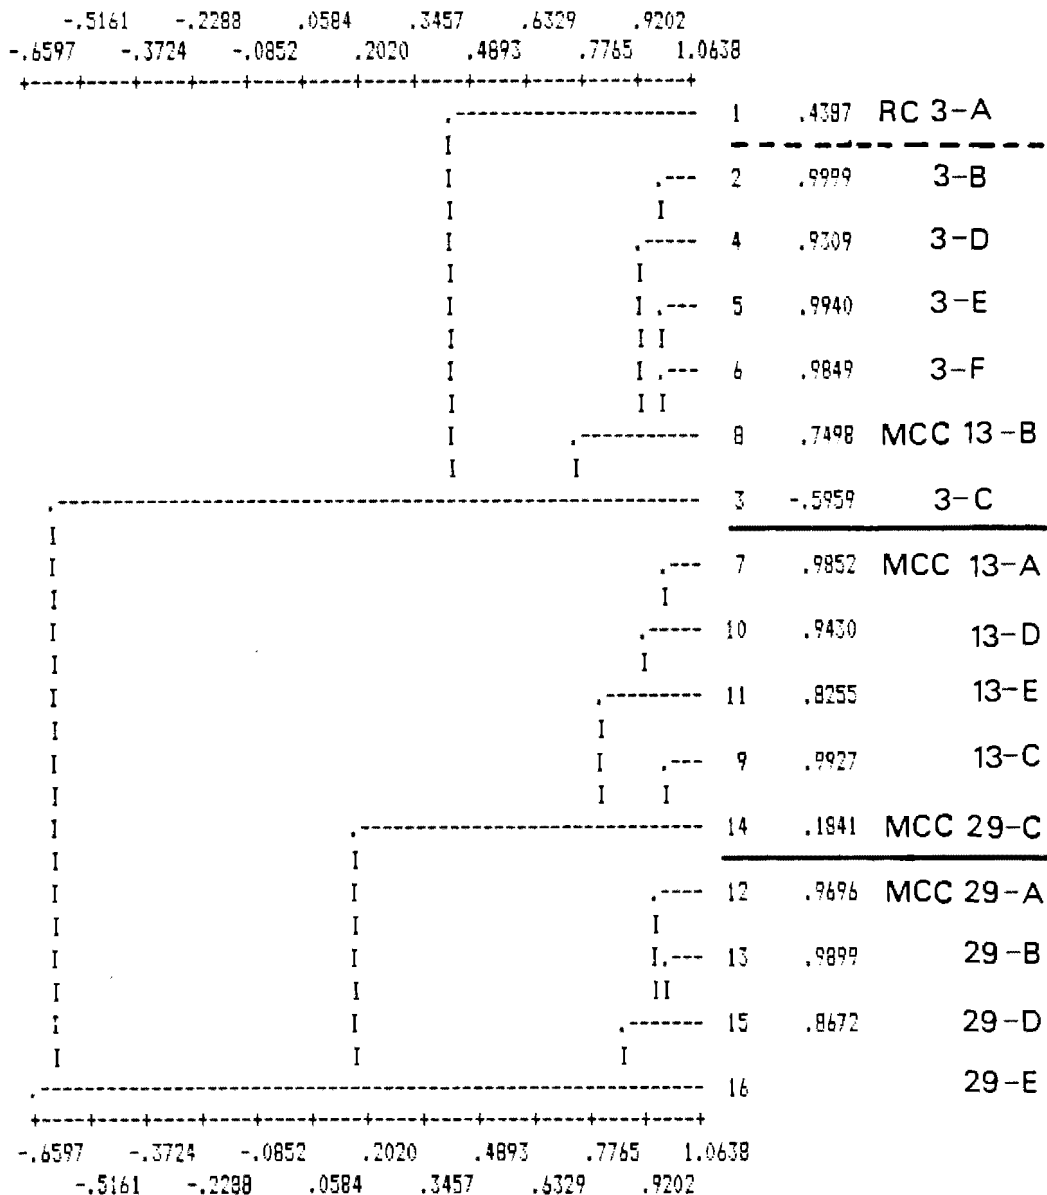 -.5161 -.2288 .0584 .3457 .6329 .9202
-.6597 -.3724 -.0852 .2020 .4893 .7765 1.0638
1 .4387 RC 3-A
2 .9999 3-B
4 .9309 3-D
5 .9940 3-E
6 .9849 3-F
8 .7498 MCC 13-B
3 -.5959 3-C
7 .9852 MCC 13-A
10 .9430 13-D
11 .8255 13-E
9 .9927 13-C
14 .1841 MCC 29-C
12 .9696 MCC 29-A
13 .9899 29-B
15 .8672 29-D
16 29-E
-.6597 -.3724 -.0852 .2020 .4893 .7765 1.0638
-.5161 -.2288 .0584 .3457 .6329 .9202